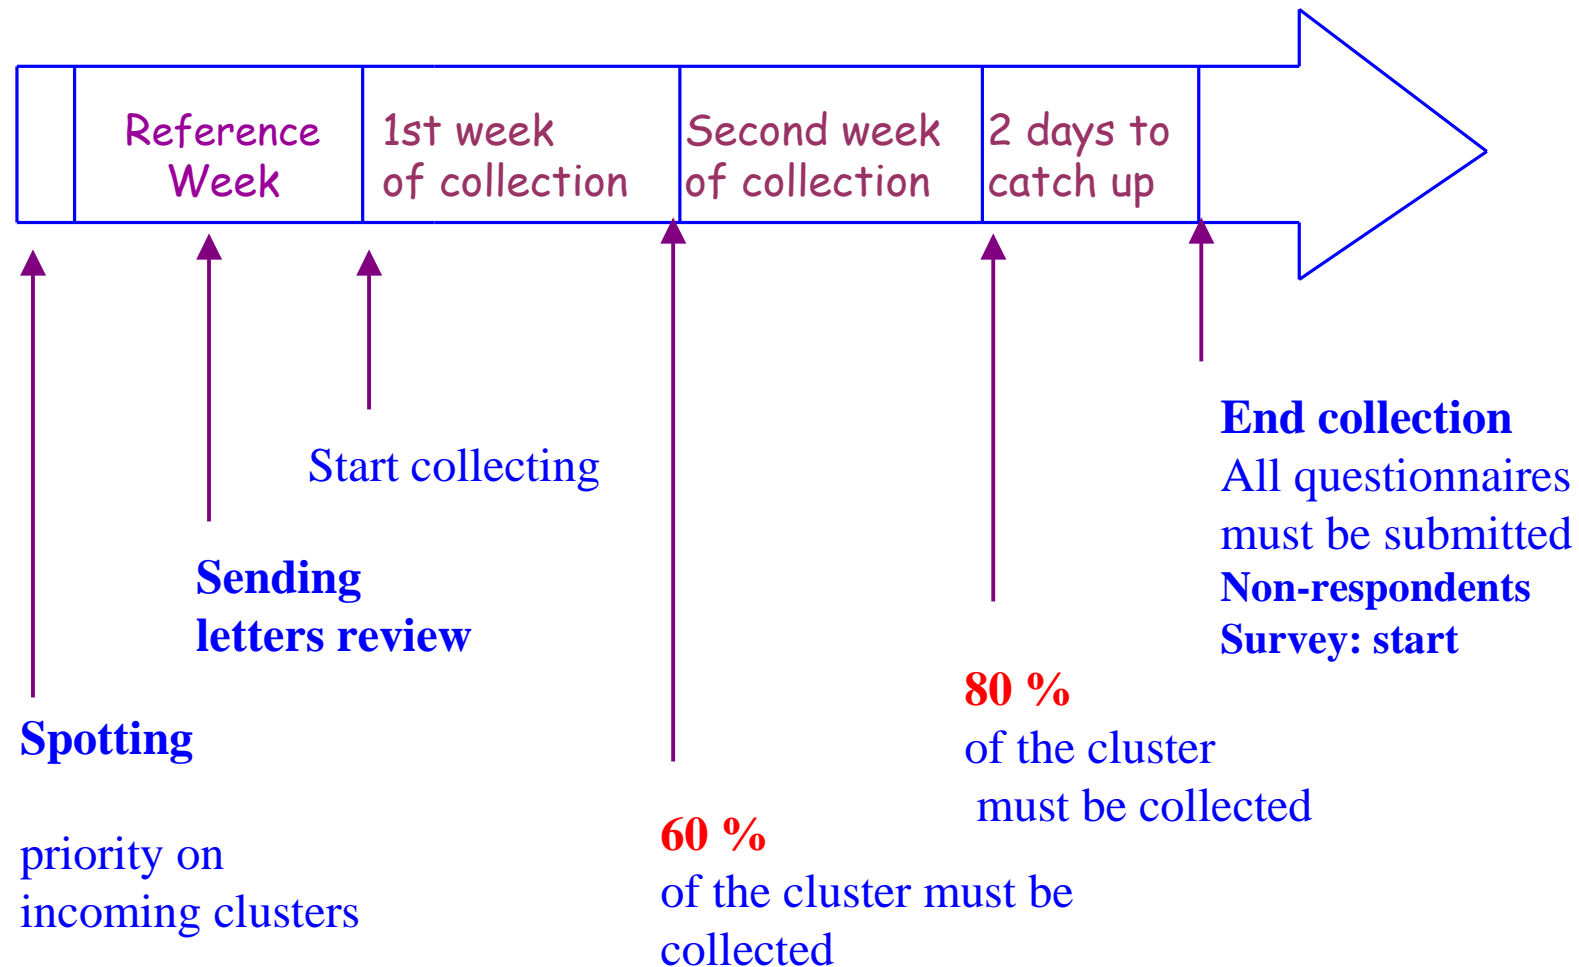 Reference
Week
1st week
of collection
Second week
of collection
2 days to
catch up
Start collecting
Sending
letters review
Spotting
priority on
incoming clusters
60 %
of the cluster must be
collected
80 %
of the cluster
must be collected
End collection
All questionnaires
must be submitted
Non-respondents
Survey: start